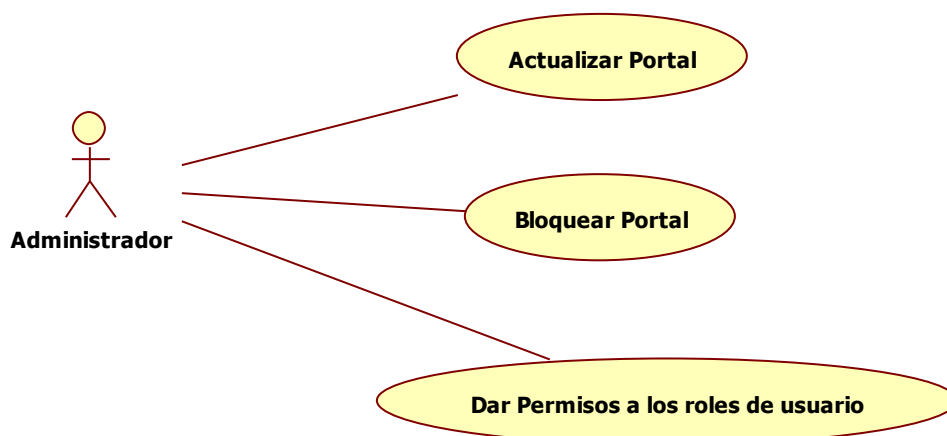 Actualizar Portal
Bloquear Portal
Administrador
Dar Permisos a los roles de usuario